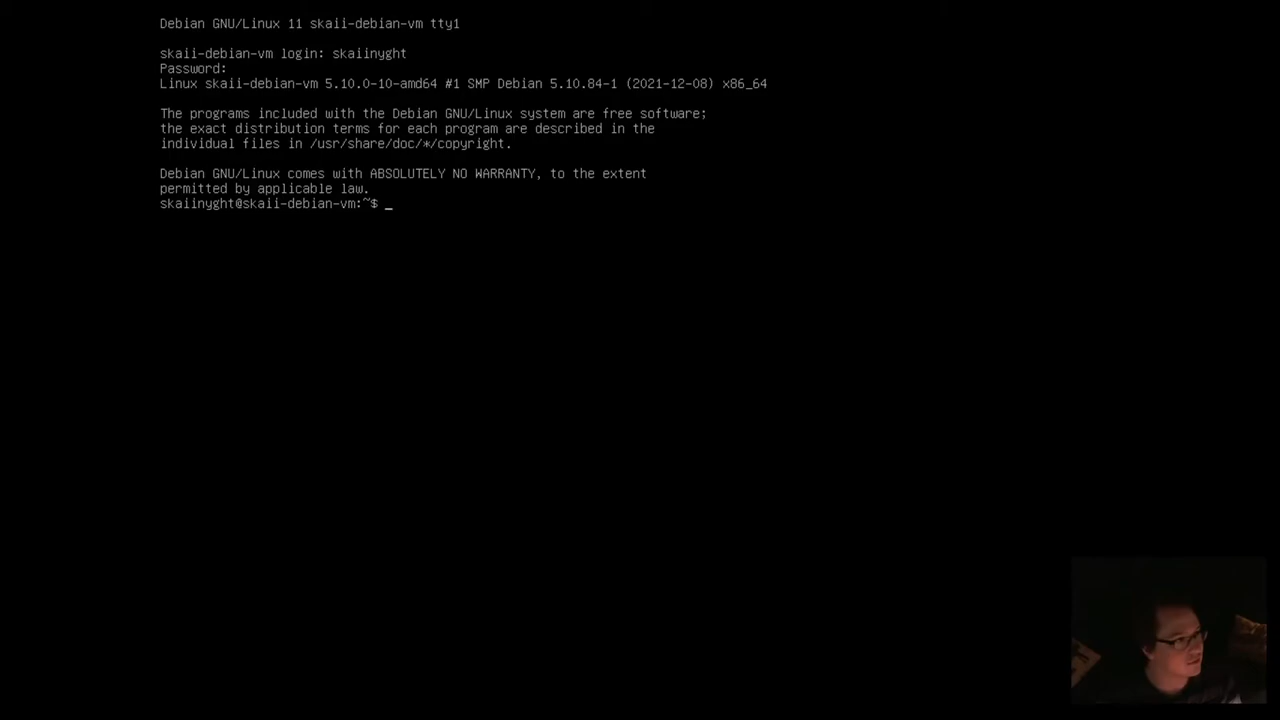 Debian GNU/Linux 11 skaii-debian-vm tty1
skaii-debian-vm login: skaiinyght
Password:
Linux skaii-debian-vm 5.10.0-10-amd64 #1 SMP Debian 5.10.84-1 (2021-12-08) x86_64
The programs included with the Debian GNU/Linux system are free software;
the exact distribution terms for each program are described in the
individual files in /usr/share/doc/*/copyright.
Debian GNU/Linux comes with ABSOLUTELY NO WARRANTY, to the extent
permitted by applicable law.
skaiinyght@skaii-debian-vm:~$ _